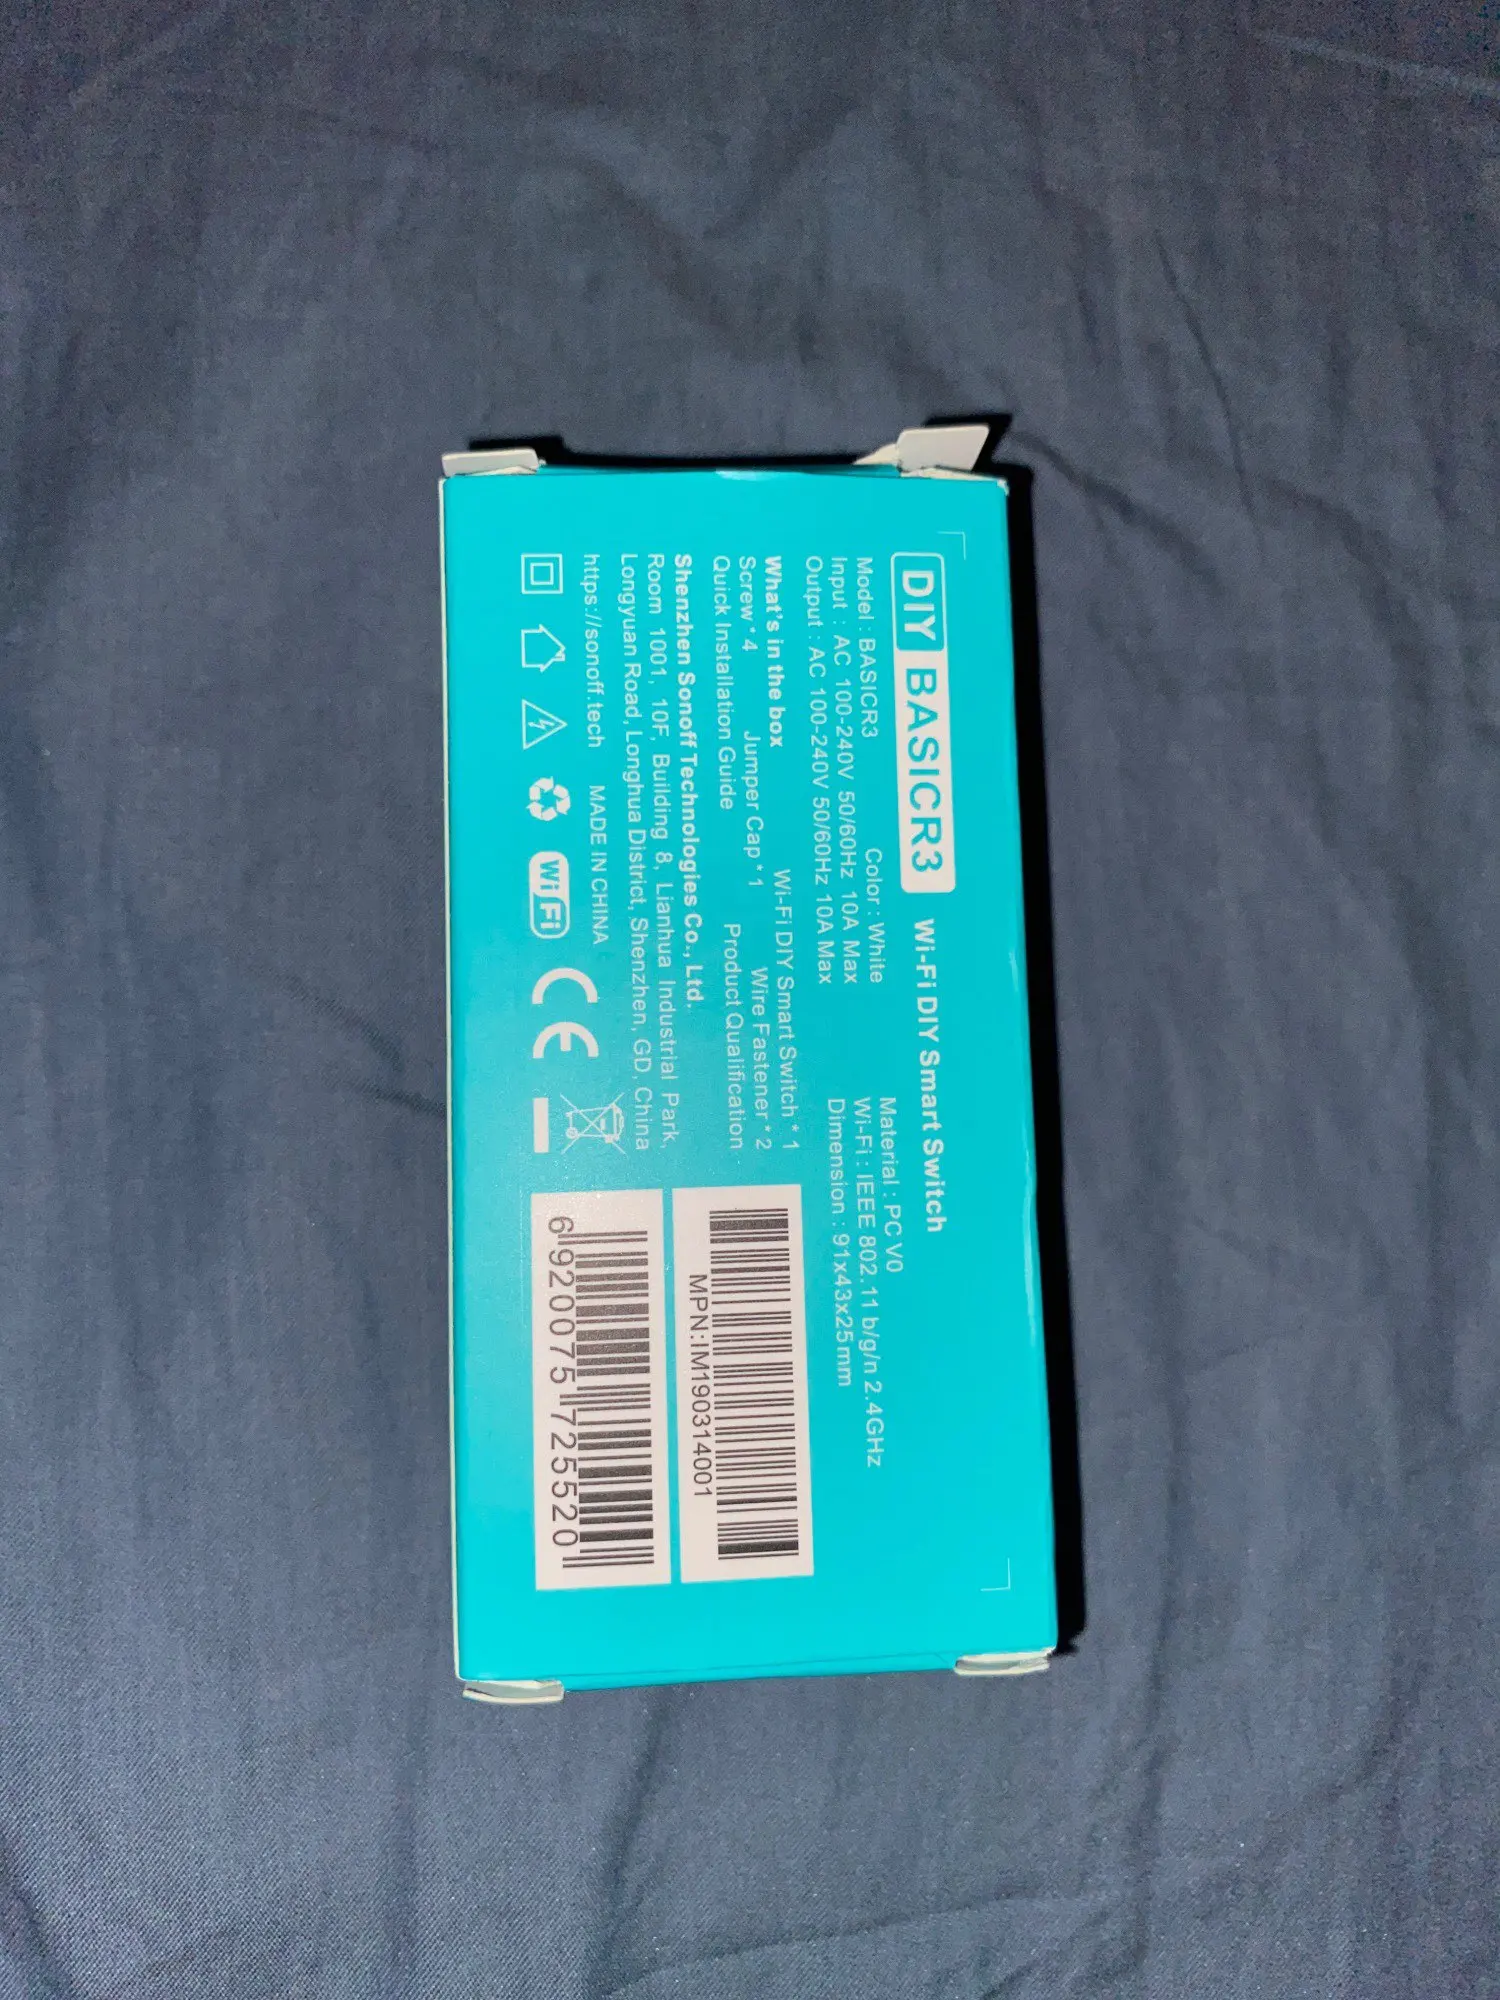 DIY BASICR3 Wi-Fi DIY Smart Switch
Model : BASICR3 Color : White Material : PC V0
Input : AC 100-240V 50/60Hz 10A Max Wi-Fi : IEEE 802.11 b/g/n 2.4GHz
Output : AC 100-240V 50/60Hz 10A Max Dimension : 91x43x25mm
What's in the box Wi-Fi DIY Smart Switch * 1
Screw * 4 Jumper Cap * 1 Wire Fastener * 2
Quick Installation Guide Product Qualification
Shenzhen Sonoff Technologies Co., Ltd.
Room 1001, 10F, Building 8, Lianhua Industrial Park,
Longyuan Road, Longhua District, Shenzhen, GD, China
https://sonoff.tech MADE IN CHINA
Wi Fi CE
MPN:IM190314001
6 920075 725520